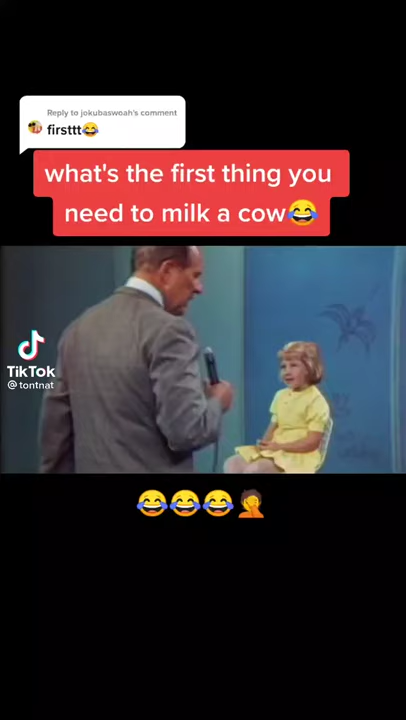 Reply to jokubaswoah's comment
firsttt😂
what's the first thing you
need to milk a cow😂
TikTok
@tontnat
😂😂😂🤦